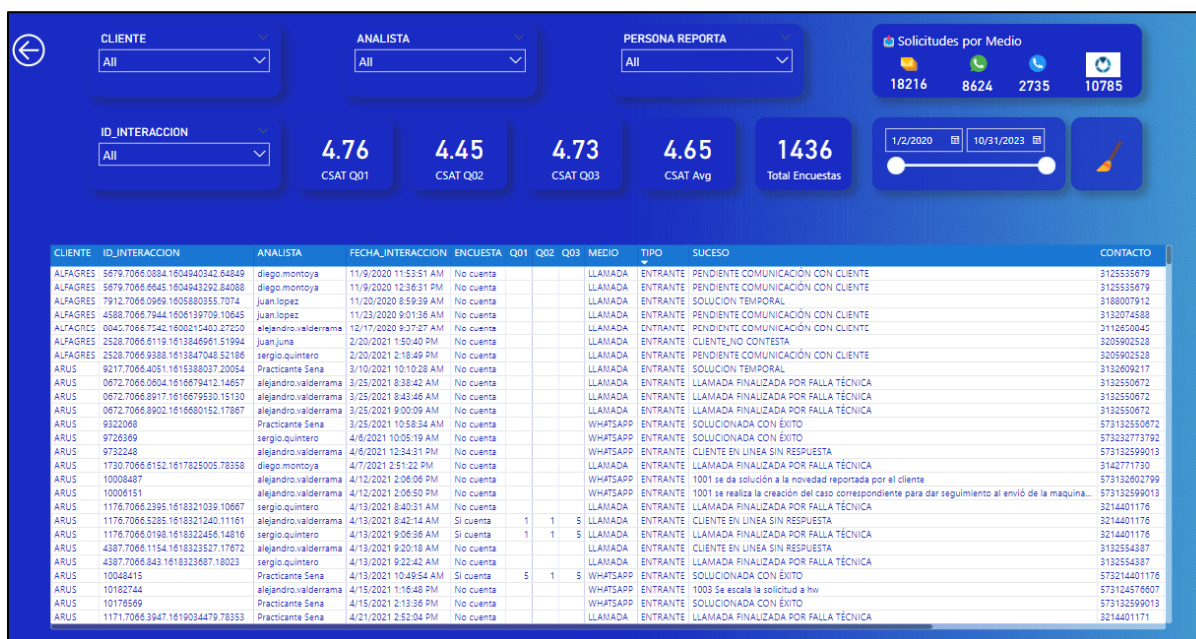 CLIENTE
All
ANALISTA
All
PERSONA REPORTA
All
Solicitudes por Medio
18216 8624 2735 10785
ID_INTERACCION
All
4.76
CSAT Q01
4.45
CSAT Q02
4.73
CSAT Q03
4.65
CSAT Avg
1436
Total Encuestas
1/2/2020 10/31/2023
CLIENTE ID_INTERACCION ANALISTA FECHA_INTERACCION ENCUESTA Q01 Q02 Q03 MEDIO TIPO SUCESO CONTACTO
ALFAGRES 5679.7066.0884.1604940342.64849 diego.montoya 11/9/2020 11:53:51 AM No cuenta LLAMADA ENTRANTE PENDIENTE COMUNICACIÓN CON CLIENTE 3125535679
ALFAGRES 5679.7066.6645.1604943292.84088 diego.montoya 11/9/2020 12:36:31 PM No cuenta LLAMADA ENTRANTE PENDIENTE COMUNICACIÓN CON CLIENTE 3125535679
ALFAGRES 7912.7066.0969.1605880355.7074 juan.lopez 11/20/2020 8:59:39 AM No cuenta LLAMADA ENTRANTE SOLUCION TEMPORAL 3188007912
ALFAGRES 4588.7066.7944.1606139709.10645 juan.lopez 11/23/2020 9:01:36 AM No cuenta LLAMADA ENTRANTE PENDIENTE COMUNICACIÓN CON CLIENTE 3132074588
ALFAGRES 0045.7066.7542.1608215483.27250 alejandro.valderrama 12/17/2020 9:37:27 AM No cuenta LLAMADA ENTRANTE PENDIENTE COMUNICACIÓN CON CLIENTE 3112650045
ALFAGRES 2528.7066.6119.1613846961.51994 juan.juna 2/20/2021 1:50:40 PM No cuenta LLAMADA ENTRANTE CLIENTE_NO CONTESTA 3205902528
ALFAGRES 2528.7066.9388.1613847048.52186 sergio.quintero 2/20/2021 2:18:49 PM No cuenta LLAMADA ENTRANTE PENDIENTE COMUNICACIÓN CON CLIENTE 3205902528
ARUS 9217.7066.4051.1615388037.20054 Practicante Sena 3/10/2021 10:10:28 AM No cuenta LLAMADA ENTRANTE SOLUCION TEMPORAL 3132609217
ARUS 0672.7066.0604.1616679412.14657 alejandro.valderrama 3/25/2021 8:38:42 AM No cuenta LLAMADA ENTRANTE LLAMADA FINALIZADA POR FALLA TÉCNICA 3132550672
ARUS 0672.7066.8917.1616679530.15130 alejandro.valderrama 3/25/2021 8:43:46 AM No cuenta LLAMADA ENTRANTE LLAMADA FINALIZADA POR FALLA TÉCNICA 3132550672
ARUS 0672.7066.8902.1616680152.17867 alejandro.valderrama 3/25/2021 9:00:09 AM No cuenta LLAMADA ENTRANTE LLAMADA FINALIZADA POR FALLA TÉCNICA 3132550672
ARUS 9322068 Practicante Sena 3/25/2021 10:58:34 AM No cuenta WHATSAPP ENTRANTE SOLUCIONADA CON ÉXITO 573132550672
ARUS 9726369 sergio.quintero 4/6/2021 10:05:19 AM No cuenta WHATSAPP ENTRANTE SOLUCIONADA CON ÉXITO 573232773792
ARUS 9732248 alejandro.valderrama 4/6/2021 12:34:31 PM No cuenta WHATSAPP ENTRANTE CLIENTE EN LINEA SIN RESPUESTA 573132599013
ARUS 1730.7066.6152.1617825005.78358 diego.montoya 4/7/2021 2:51:22 PM No cuenta LLAMADA ENTRANTE LLAMADA FINALIZADA POR FALLA TÉCNICA 3142771730
ARUS 10008487 alejandro.valderrama 4/12/2021 2:06:06 PM No cuenta WHATSAPP ENTRANTE 1001 se da solución a la novedad reportada por el cliente 573132602799
ARUS 10006151 alejandro.valderrama 4/12/2021 2:06:50 PM No cuenta WHATSAPP ENTRANTE 1001 se realiza la creación del caso correspondiente para dar seguimiento al envió de la maquina... 573132599013
ARUS 1176.7066.2395.1618321039.10667 sergio.quintero 4/13/2021 8:40:31 AM No cuenta LLAMADA ENTRANTE LLAMADA FINALIZADA POR FALLA TÉCNICA 3214401176
ARUS 1176.7066.5285.1618321240.11161 alejandro.valderrama 4/13/2021 8:42:14 AM Si cuenta 1 1 5 LLAMADA ENTRANTE CLIENTE EN LINEA SIN RESPUESTA 3214401176
ARUS 1176.7066.0198.1618322456.14816 sergio.quintero 4/13/2021 9:06:36 AM Si cuenta 1 1 5 LLAMADA ENTRANTE LLAMADA FINALIZADA POR FALLA TÉCNICA 3214401176
ARUS 4387.7066.1154.1618323527.17672 alejandro.valderrama 4/13/2021 9:20:18 AM No cuenta LLAMADA ENTRANTE CLIENTE EN LINEA SIN RESPUESTA 3132554387
ARUS 4387.7066.843.1618323687.18023 sergio.quintero 4/13/2021 9:22:42 AM No cuenta LLAMADA ENTRANTE LLAMADA FINALIZADA POR FALLA TÉCNICA 3132554387
ARUS 10048415 Practicante Sena 4/13/2021 10:49:54 AM Si cuenta 5 1 5 WHATSAPP ENTRANTE SOLUCIONADA CON ÉXITO 573214401176
ARUS 10182744 alejandro.valderrama 4/15/2021 1:16:48 PM No cuenta WHATSAPP ENTRANTE 1003 Se escala la solicitud a hw 573124576607
ARUS 10176569 Practicante Sena 4/15/2021 2:13:36 PM No cuenta WHATSAPP ENTRANTE SOLUCIONADA CON ÉXITO 573132599013
ARUS 1171.7066.3947.1619034479.78353 Practicante Sena 4/21/2021 2:52:04 PM No cuenta LLAMADA ENTRANTE LLAMADA FINALIZADA POR FALLA TÉCNICA 3214401171